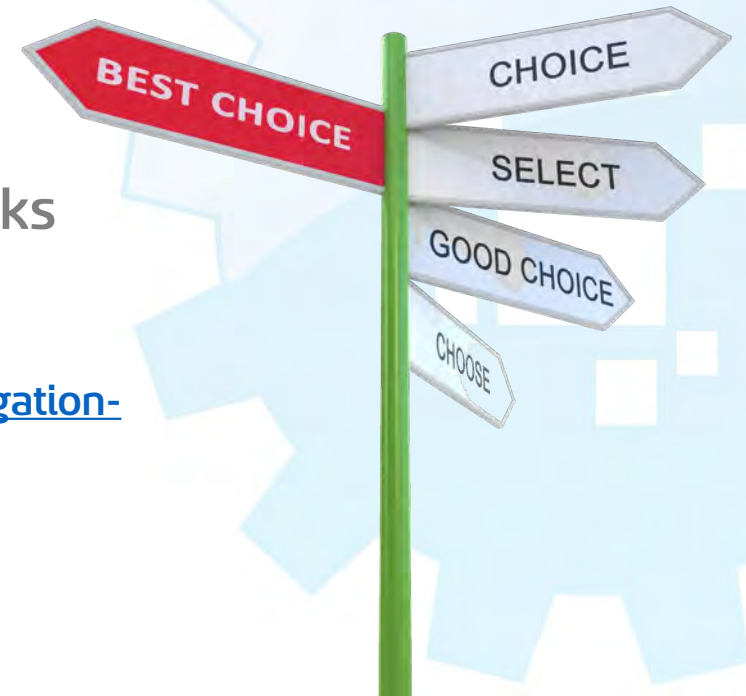 BEST CHOICE
CHOICE
SELECT
GOOD CHOICE
CHOOSE
ks
gation-